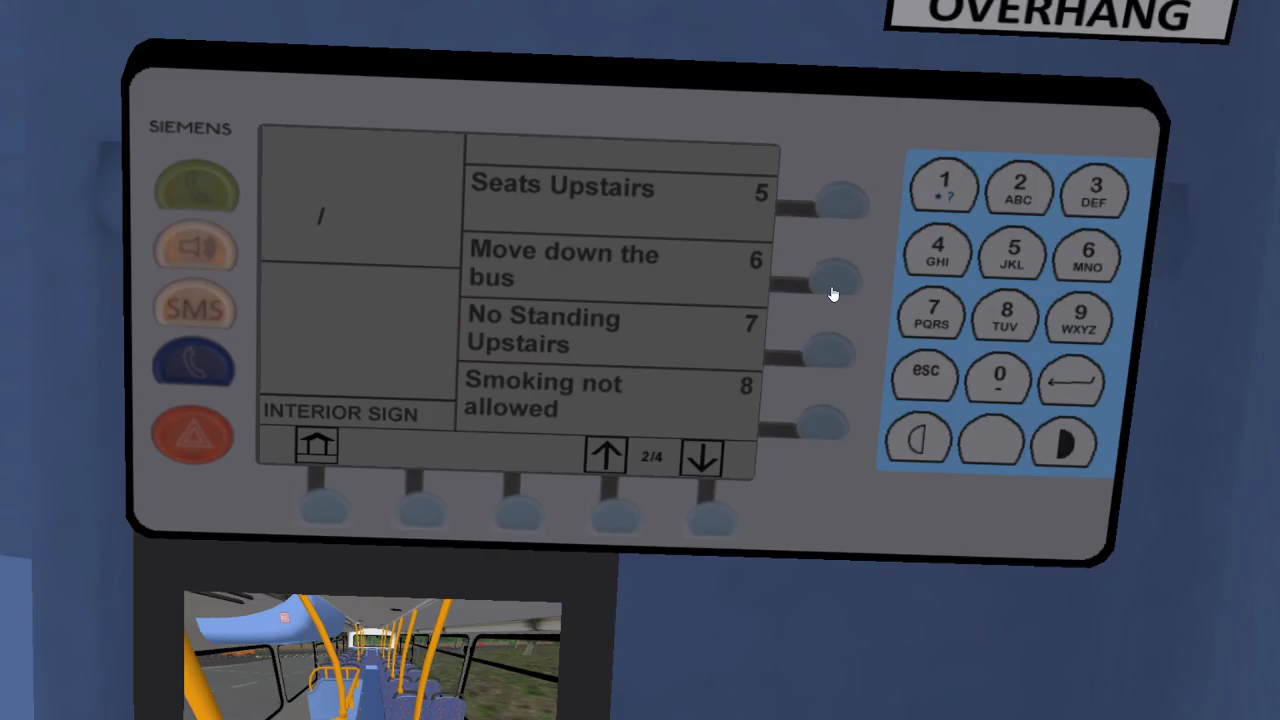 OVERHANG
SIEMENS
SMS
/
INTERIOR SIGN
Seats Upstairs 5
Move down the 6
bus
No Standing 7
Upstairs
Smoking not 8
allowed
2/4
1
* ?
2
ABC
3
DEF
4
GHI
5
JKL
6
MNO
7
PQRS
8
TUV
9
WXYZ
esc
0
-